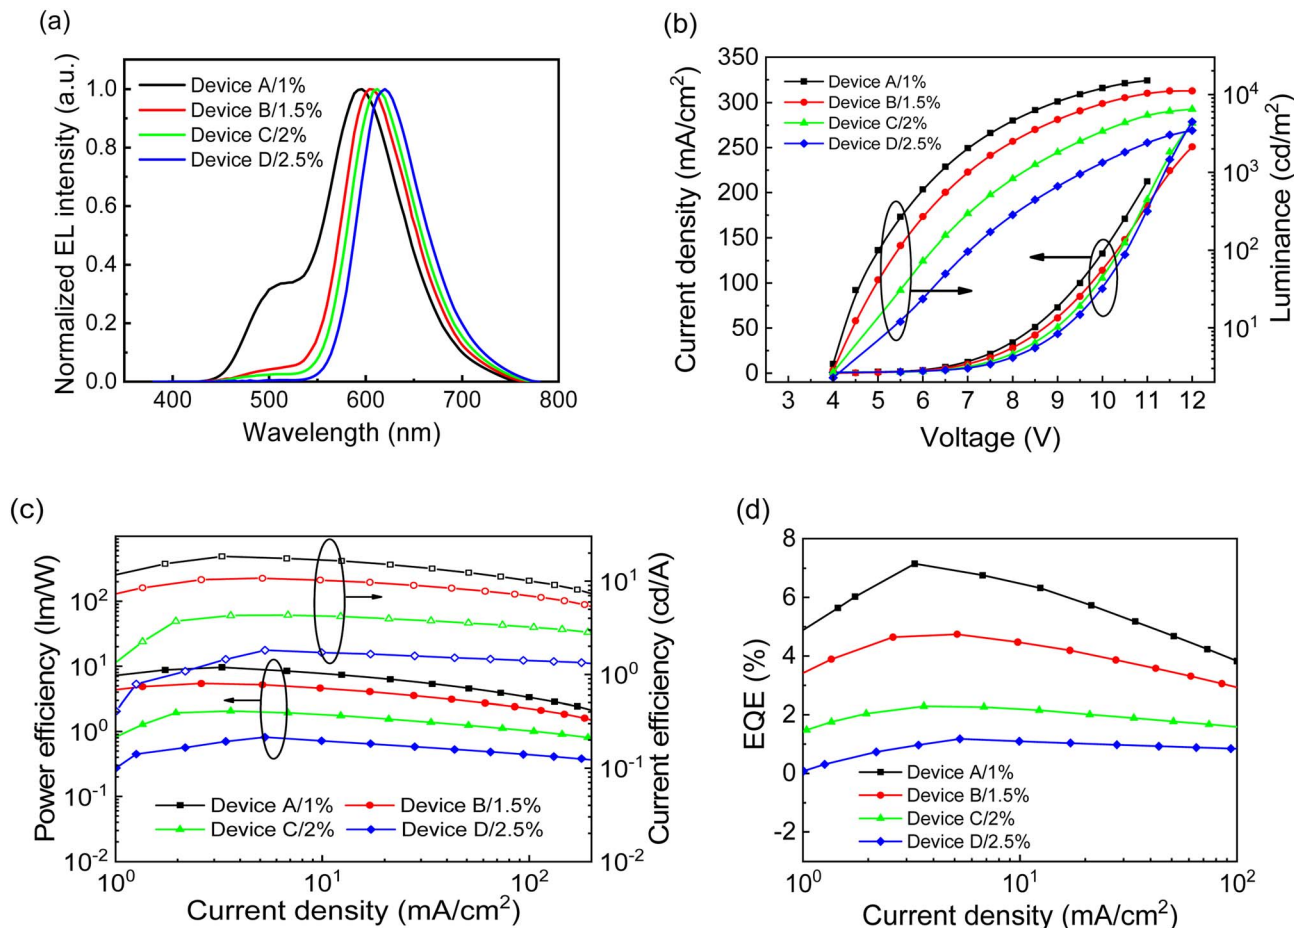 (a)
Normalized EL intensity (a.u.)
1.0
0.8
0.6
0.4
0.2
0.0
Device A/1%
Device B/1.5%
Device C/2%
Device D/2.5%
400
500
600
700
800
Wavelength (nm)
(b)
Current density (mA/cm²)
350
325
300
250
200
150
100
50
25
0
Device A/1%
Device B/1.5%
Device C/2%
Device D/2.5%
10⁴
10³
10²
10¹
Luminance (cd/m²)
3 4 5 6 7 8 9 10 11 12
Voltage (V)
(c)
Power efficiency (lm/W)
10²
10¹
10⁰
10⁻¹
10⁻²
Device A/1%
Device B/1.5%
Device C/2%
Device D/2.5%
10¹
10⁰
10⁻¹
10⁻²
Current efficiency (cd/A)
10⁰
10¹
10²
Current density (mA/cm²)
(d)
EQE (%)
8
6
4
2
0
-2
Device A/1%
Device B/1.5%
Device C/2%
Device D/2.5%
10⁰
10¹
10²
Current density (mA/cm²)